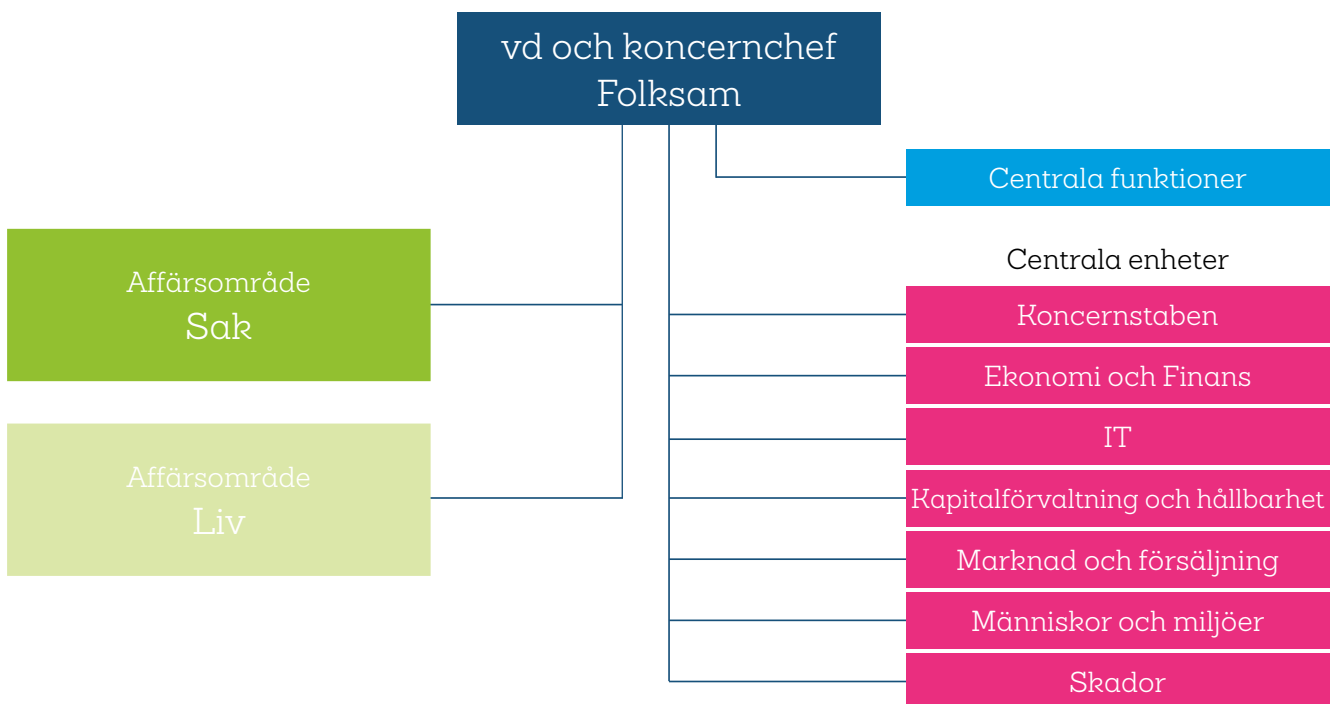 vd och koncernchef
Folksam
Centrala funktioner
Affärsområde
Sak
Affärsområde
Liv
Centrala enheter
Koncernstaben
Ekonomi och Finans
IT
Kapitalförvaltning och hållbarhet
Marknad och försäljning
Människor och miljöer
Skador